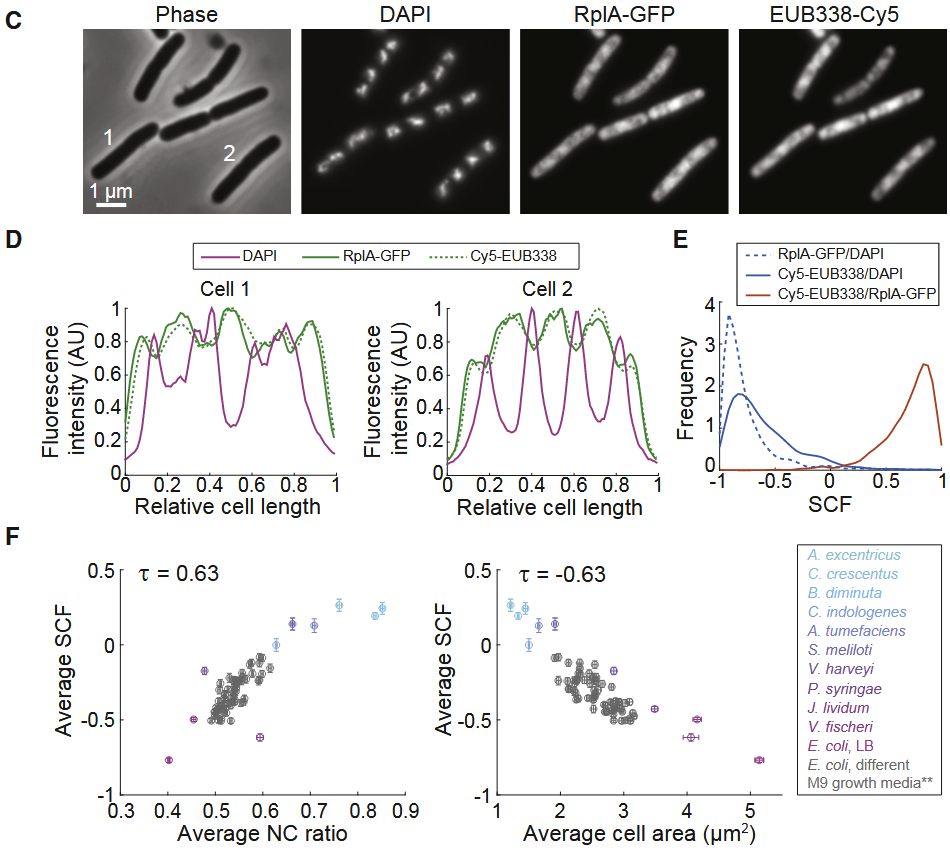 C
Phase DAPI RplA-GFP EUB338-Cy5
1
2
1 µm
D
DAPI RplA-GFP Cy5-EUB338
Cell 1
Fluorescence
intensity (AU)
1
0.8
0.6
0.4
0.2
0 0.2 0.4 0.6 0.8 1
Relative cell length
Cell 2
Fluorescence
intensity (AU)
1
0.8
0.6
0.4
0.2
0 0.2 0.4 0.6 0.8 1
Relative cell length
E
RplA-GFP/DAPI
Cy5-EUB338/DAPI
Cy5-EUB338/RplA-GFP
Frequency
4
3
2
1
0
-1 -0.5 0 0.5 1
SCF
F
τ = 0.63
Average SCF
0.5
0
-0.5
-1
0.3 0.4 0.5 0.6 0.7 0.8 0.9
Average NC ratio
τ = -0.63
Average SCF
0.5
0
-0.5
-1
1 2 3 4 5
Average cell area (µm²)
A. excentricus
C. crescentus
B. diminuta
C. indologenes
A. tumefaciens
S. meliloti
V. harveyi
P. syringae
J. lividum
V. fischeri
E. coli, LB
E. coli, different
M9 growth media**